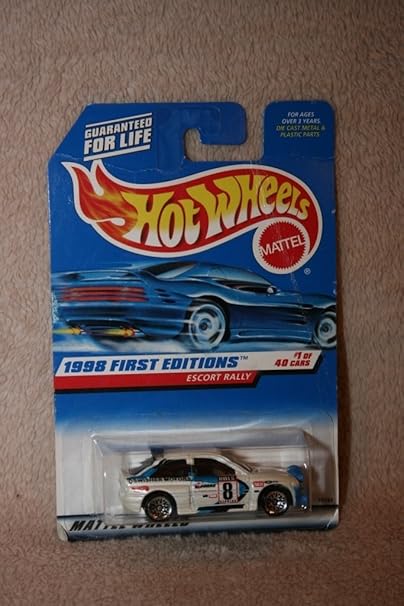 GUARANTEED
FOR LIFE
FOR AGES
OVER 3 YEARS.
DIE CAST METAL &
PLASTIC PARTS
HOT WHEELS
MATTEL
®
1998 FIRST EDITIONS™
#1 OF
40 CARS
ESCORT RALLY
8
MATTEL WHEELS